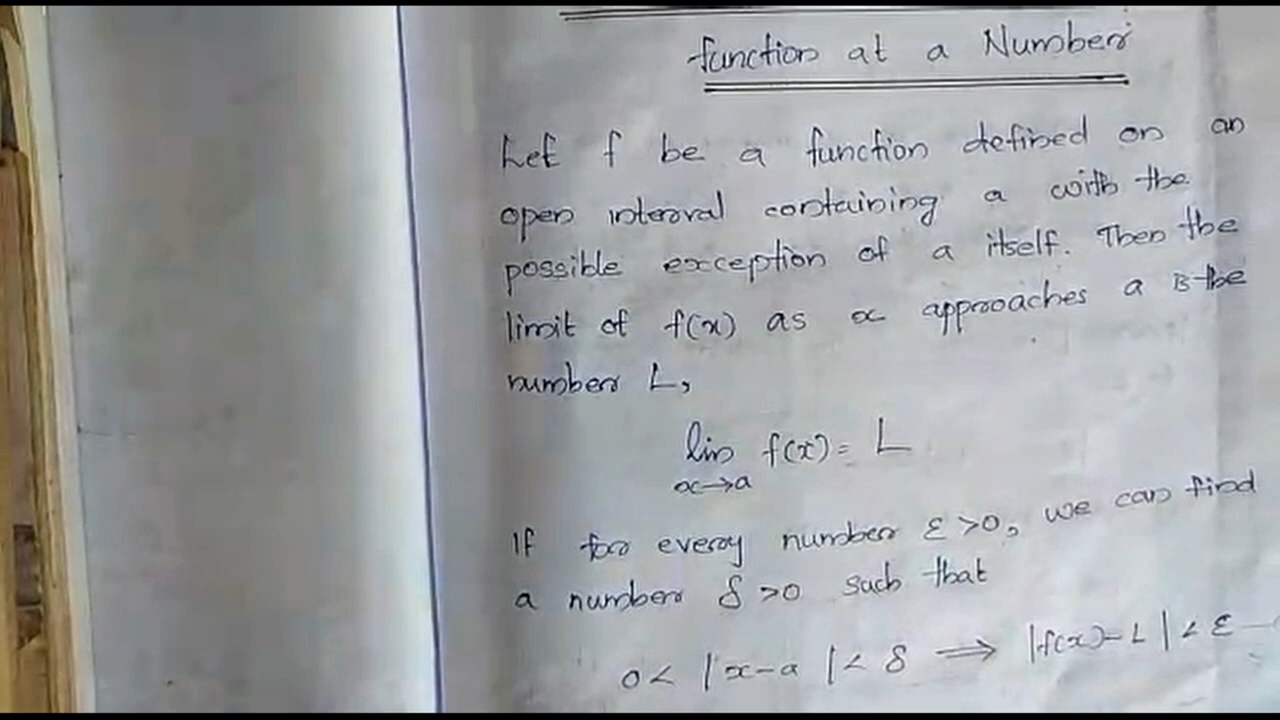 function at a Number
Let f be a function defined on an
open interval containing a with the
possible exception of a itself. Then the
limit of f(x) as x approaches a is the
number L,
lim f(x) = L
x→a
If for every number ε >0, we can find
a number δ >0 such that
0< |x-a |< δ ⟹ |f(x)-L| < ε